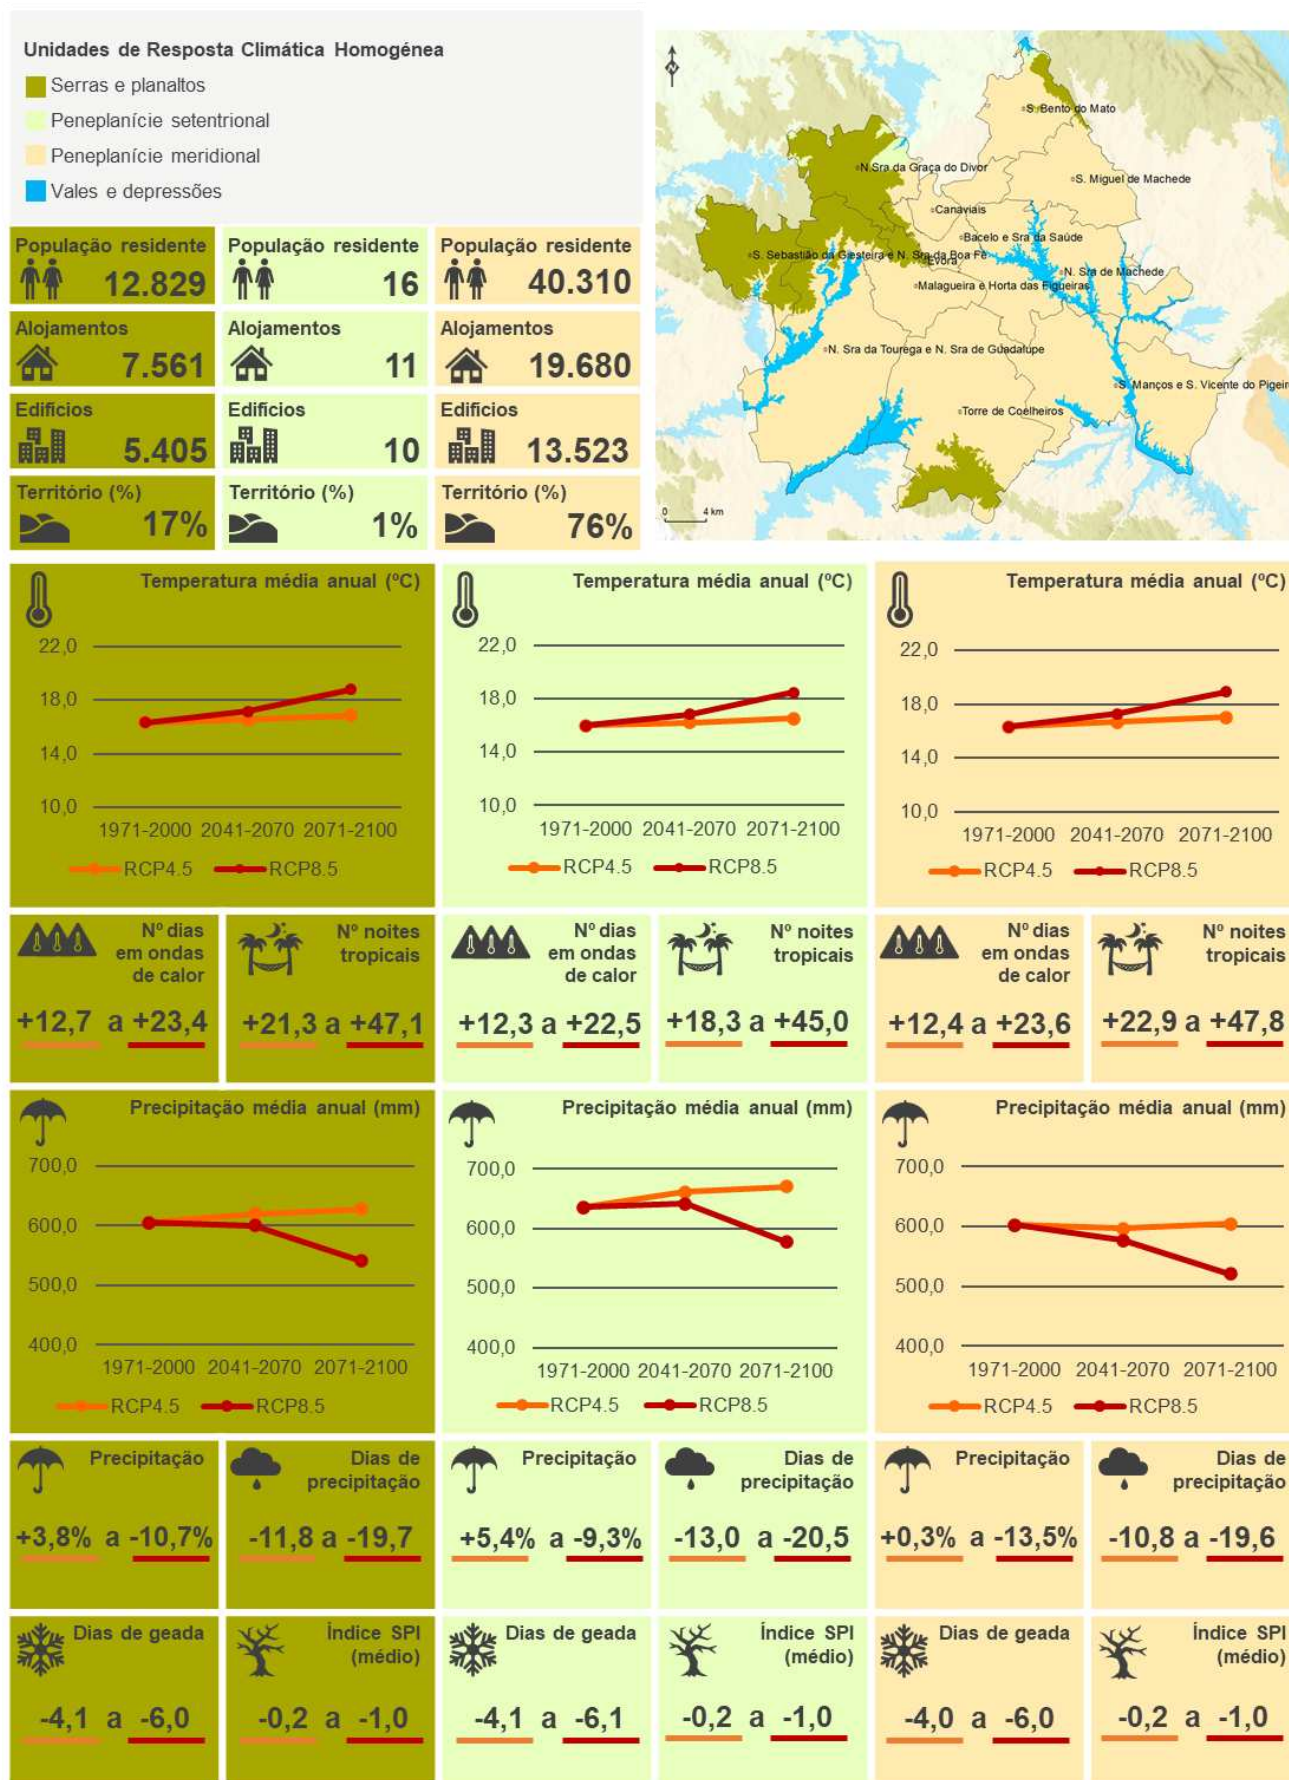 Unidades de Resposta Climática Homogénea
Serras e planaltos
Peneplanície setentrional
Peneplanície meridional
Vales e depressões
S. Bento do Mato
N.Sra da Graça do Divor
S. Miguel de Machede
Canaviais
Bacelo e Sra da Saúde
S. Sebastião da Giesteira e N. Sra da Boa Fé
Évora
N. Sra de Machede
Malagueira e Horta das Figueiras
N. Sra da Tourega e N. Sra de Guadalupe
S. Manços e S. Vicente do Pigeiro
Torre de Coelheiros
0 4 km
População residente
12.829
População residente
16
População residente
40.310
Alojamentos
7.561
Alojamentos
11
Alojamentos
19.680
Edifícios
5.405
Edifícios
10
Edifícios
13.523
Território (%)
17%
Território (%)
1%
Território (%)
76%
Temperatura média anual (ºC)
22,0
18,0
14,0
10,0
1971-2000 2041-2070 2071-2100
RCP4.5 RCP8.5
Temperatura média anual (ºC)
22,0
18,0
14,0
10,0
1971-2000 2041-2070 2071-2100
RCP4.5 RCP8.5
Temperatura média anual (ºC)
22,0
18,0
14,0
10,0
1971-2000 2041-2070 2071-2100
RCP4.5 RCP8.5
Nº dias
em ondas
de calor
+12,7 a +23,4
Nº noites
tropicais
+21,3 a +47,1
Nº dias
em ondas
de calor
+12,3 a +22,5
Nº noites
tropicais
+18,3 a +45,0
Nº dias
em ondas
de calor
+12,4 a +23,6
Nº noites
tropicais
+22,9 a +47,8
Precipitação média anual (mm)
700,0
600,0
500,0
400,0
1971-2000 2041-2070 2071-2100
RCP4.5 RCP8.5
Precipitação média anual (mm)
700,0
600,0
500,0
400,0
1971-2000 2041-2070 2071-2100
RCP4.5 RCP8.5
Precipitação média anual (mm)
700,0
600,0
500,0
400,0
1971-2000 2041-2070 2071-2100
RCP4.5 RCP8.5
Precipitação
+3,8% a -10,7%
Dias de
precipitação
-11,8 a -19,7
Precipitação
+5,4% a -9,3%
Dias de
precipitação
-13,0 a -20,5
Precipitação
+0,3% a -13,5%
Dias de
precipitação
-10,8 a -19,6
Dias de geada
-4,1 a -6,0
Índice SPI
(médio)
-0,2 a -1,0
Dias de geada
-4,1 a -6,1
Índice SPI
(médio)
-0,2 a -1,0
Dias de geada
-4,0 a -6,0
Índice SPI
(médio)
-0,2 a -1,0